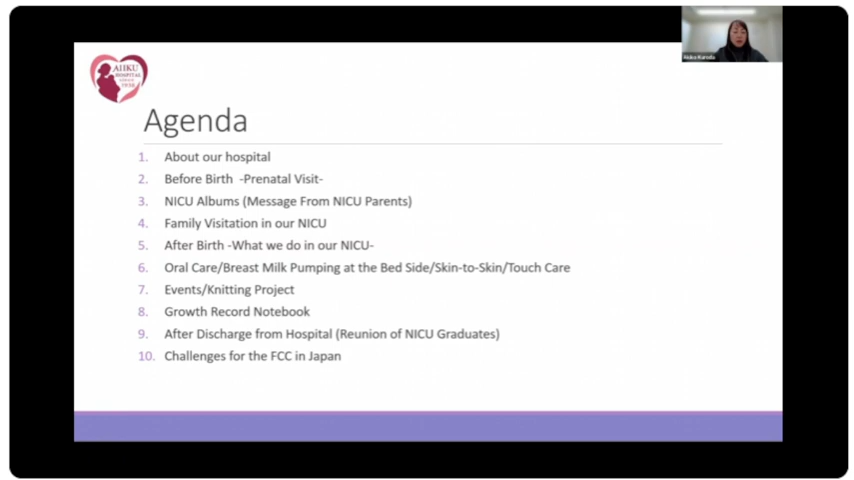 AIIKU
HOSPITAL
Akiko Kuroda
Agenda
1. About our hospital
2. Before Birth -Prenatal Visit-
3. NICU Albums (Message From NICU Parents)
4. Family Visitation in our NICU
5. After Birth -What we do in our NICU-
6. Oral Care/Breast Milk Pumping at the Bed Side/Skin-to-Skin/Touch Care
7. Events/Knitting Project
8. Growth Record Notebook
9. After Discharge from Hospital (Reunion of NICU Graduates)
10. Challenges for the FCC in Japan